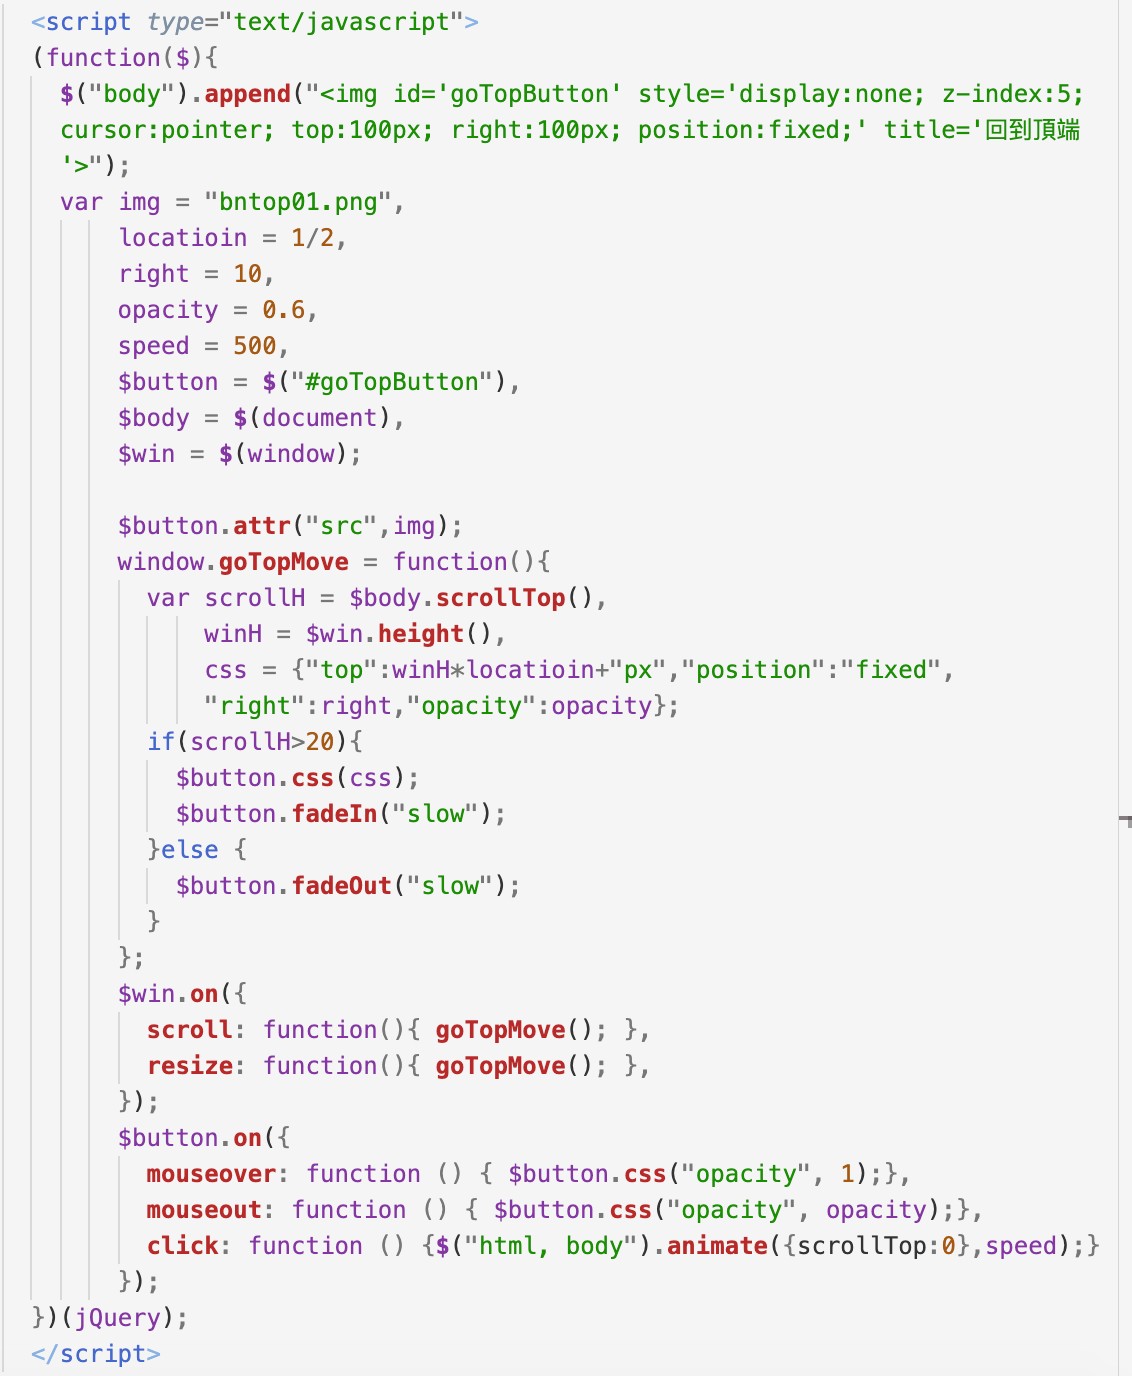 <script type="text/javascript">
(function($){
$("body").append("<img id='goTopButton' style='display:none; z-index:5;
cursor:pointer; top:100px; right:100px; position:fixed;' title='回到頂端
'>");
var img = "bntop01.png",
locatioin = 1/2,
right = 10,
opacity = 0.6,
speed = 500,
$button = $("#goTopButton"),
$body = $(document),
$win = $(window);
$button.attr("src",img);
window.goTopMove = function(){
var scrollH = $body.scrollTop(),
winH = $win.height(),
css = {"top":winH*locatioin+"px","position":"fixed",
"right":right,"opacity":opacity};
if(scrollH>20){
$button.css(css);
$button.fadeIn("slow");
}else {
$button.fadeOut("slow");
}
};
$win.on({
scroll: function(){ goTopMove(); },
resize: function(){ goTopMove(); },
});
$button.on({
mouseover: function () { $button.css("opacity", 1);},
mouseout: function () { $button.css("opacity", opacity);},
click: function () {$("html, body").animate({scrollTop:0},speed);}
});
})(jQuery);
</script>